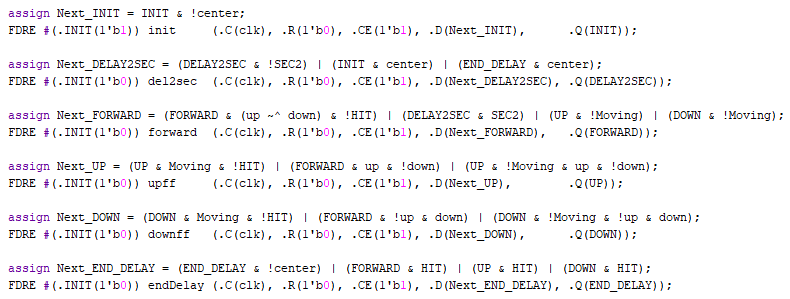 assign Next_INIT = INIT & !center;
FDRE #(.INIT(1'b1)) init (.C(clk), .R(1'b0), .CE(1'b1), .D(Next_INIT), .Q(INIT));
assign Next_DELAY2SEC = (DELAY2SEC & !SEC2) | (INIT & center) | (END_DELAY & center);
FDRE #(.INIT(1'b0)) del2sec (.C(clk), .R(1'b0), .CE(1'b1), .D(Next_DELAY2SEC), .Q(DELAY2SEC));
assign Next_FORWARD = (FORWARD & (up ~^ down) & !HIT) | (DELAY2SEC & SEC2) | (UP & !Moving) | (DOWN & !Moving);
FDRE #(.INIT(1'b0)) forward (.C(clk), .R(1'b0), .CE(1'b1), .D(Next_FORWARD), .Q(FORWARD));
assign Next_UP = (UP & Moving & !HIT) | (FORWARD & up & !down) | (UP & !Moving & up & !down);
FDRE #(.INIT(1'b0)) upff (.C(clk), .R(1'b0), .CE(1'b1), .D(Next_UP), .Q(UP));
assign Next_DOWN = (DOWN & Moving & !HIT) | (FORWARD & !up & down) | (DOWN & !Moving & !up & down);
FDRE #(.INIT(1'b0)) downff (.C(clk), .R(1'b0), .CE(1'b1), .D(Next_DOWN), .Q(DOWN));
assign Next_END_DELAY = (END_DELAY & !center) | (FORWARD & HIT) | (UP & HIT) | (DOWN & HIT);
FDRE #(.INIT(1'b0)) endDelay (.C(clk), .R(1'b0), .CE(1'b1), .D(Next_END_DELAY), .Q(END_DELAY));